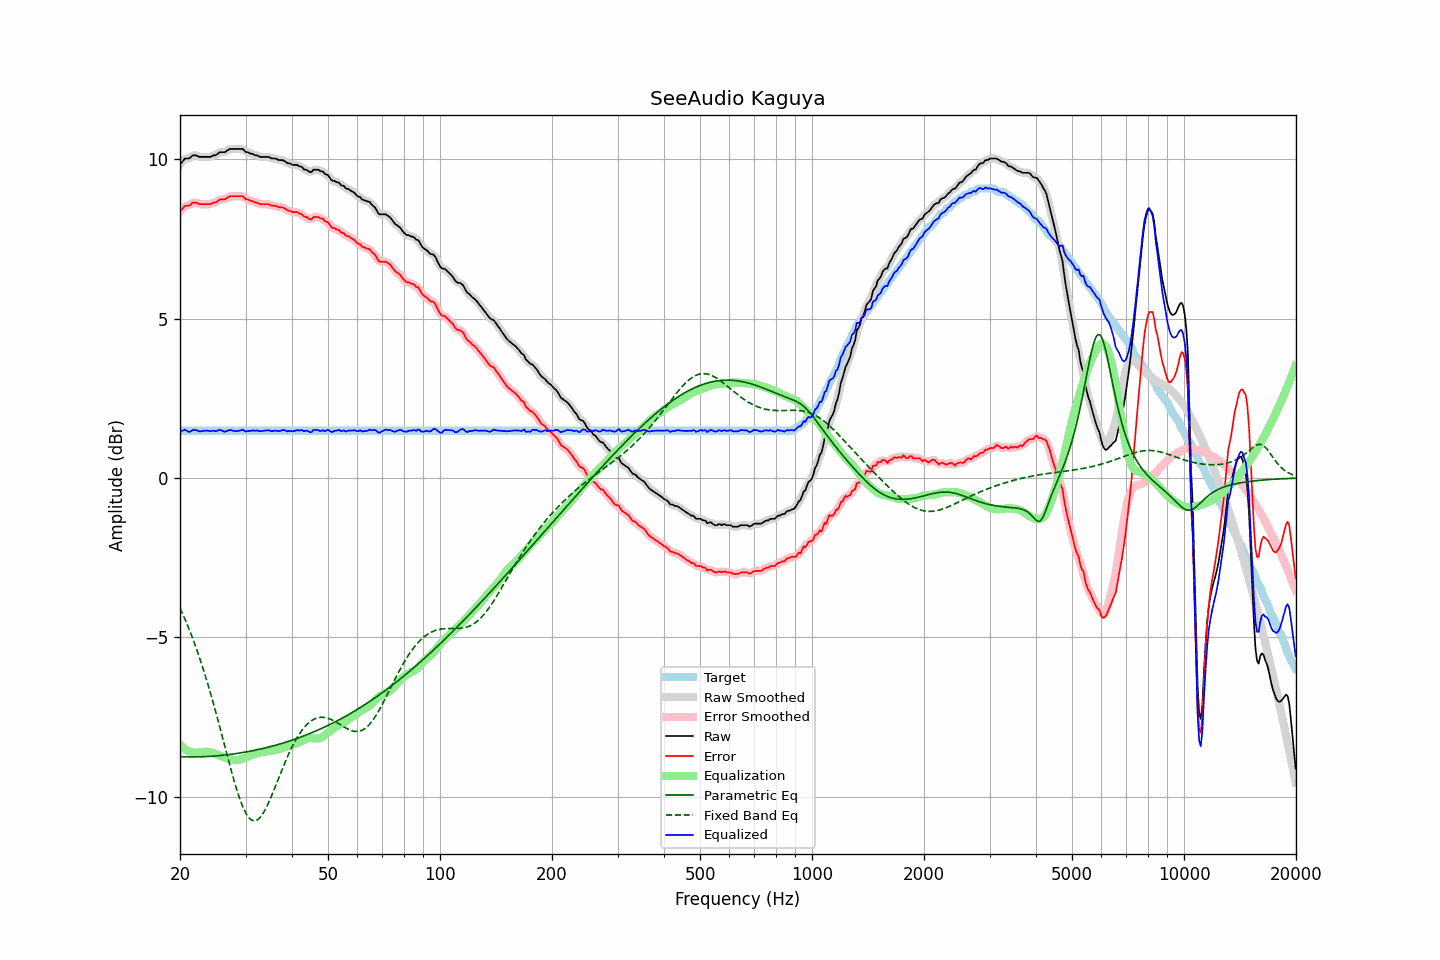 SeeAudio Kaguya
Amplitude (dBr)
10
5
0
−5
−10
Target
Raw Smoothed
Error Smoothed
Raw
Error
Equalization
Parametric Eq
Fixed Band Eq
Equalized
20 50 100 200 500 1000 2000 5000 10000 20000
Frequency (Hz)